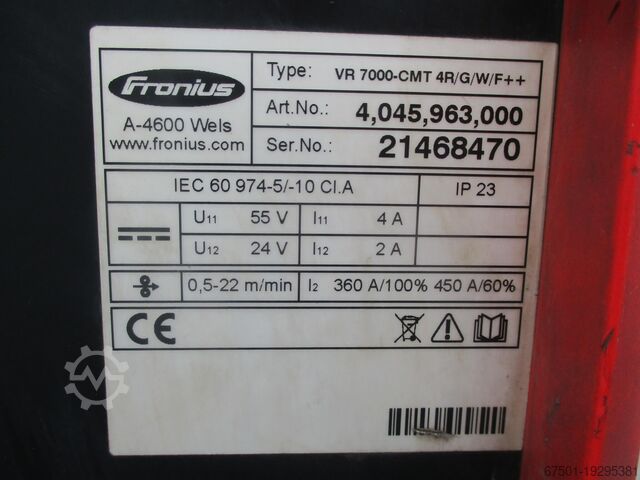 Fronius
A-4600 Wels
www.fronius.com
Type: VR 7000-CMT 4R/G/W/F++
Art.No.: 4,045,963,000
Ser.No.: 21468470
IEC 60 974-5/-10 Cl.A IP 23
U11 55 V I11 4 A
U12 24 V I12 2 A
0,5-22 m/min I2 360 A/100% 450 A/60%
CE
67501-19295381